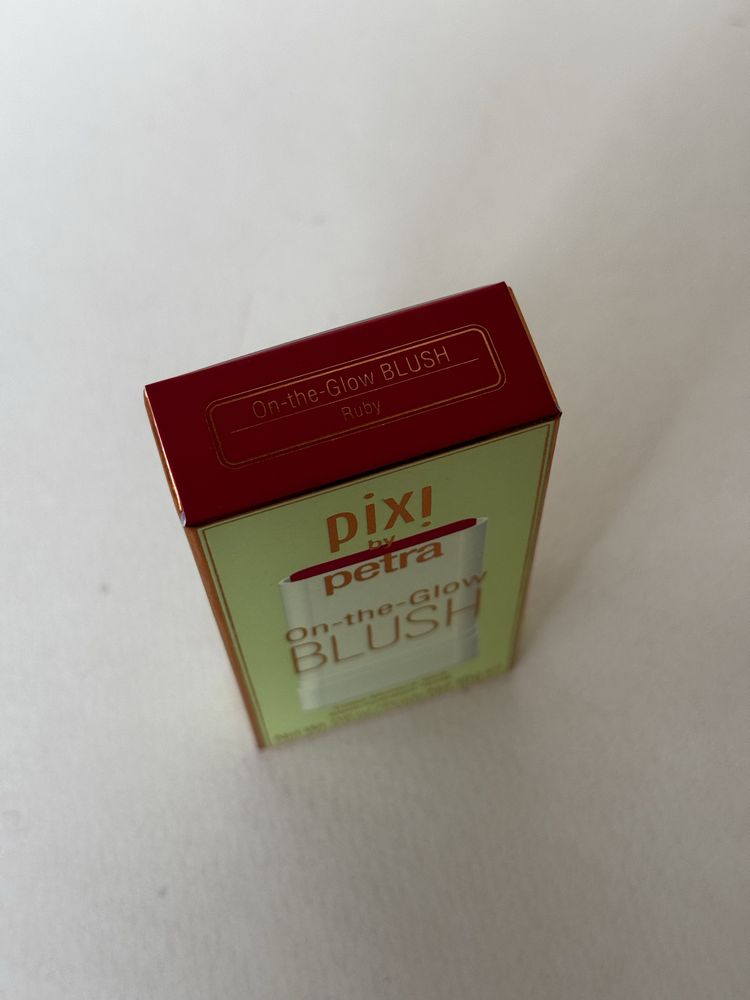 On-the-Glow BLUSH
Ruby
pixi
by
petra
On-the-Glow
BLUSH